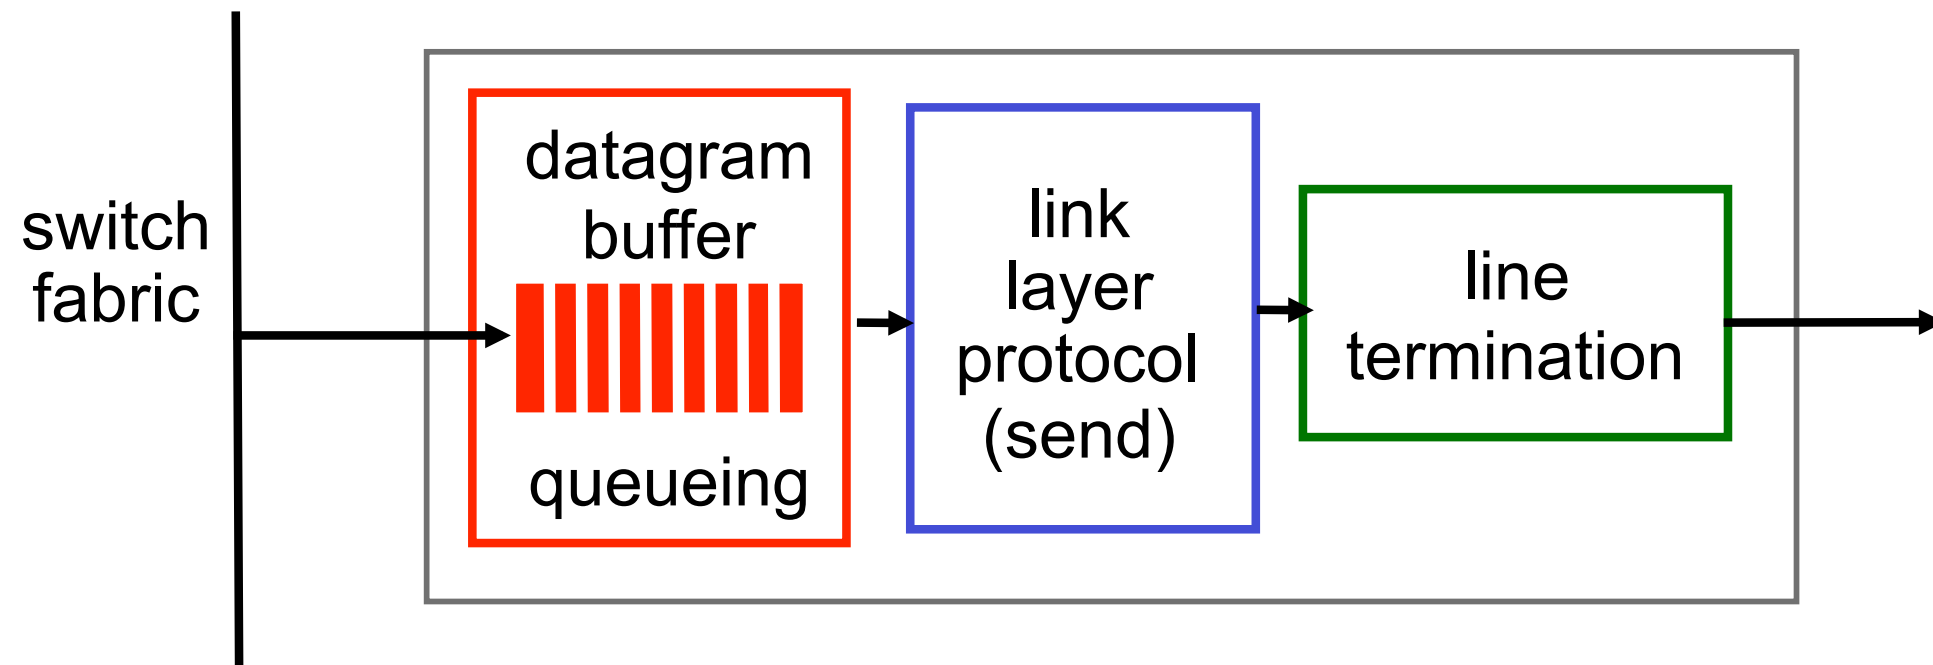 switch
fabric
datagram
buffer
queueing
link
layer
protocol
(send)
line
termination